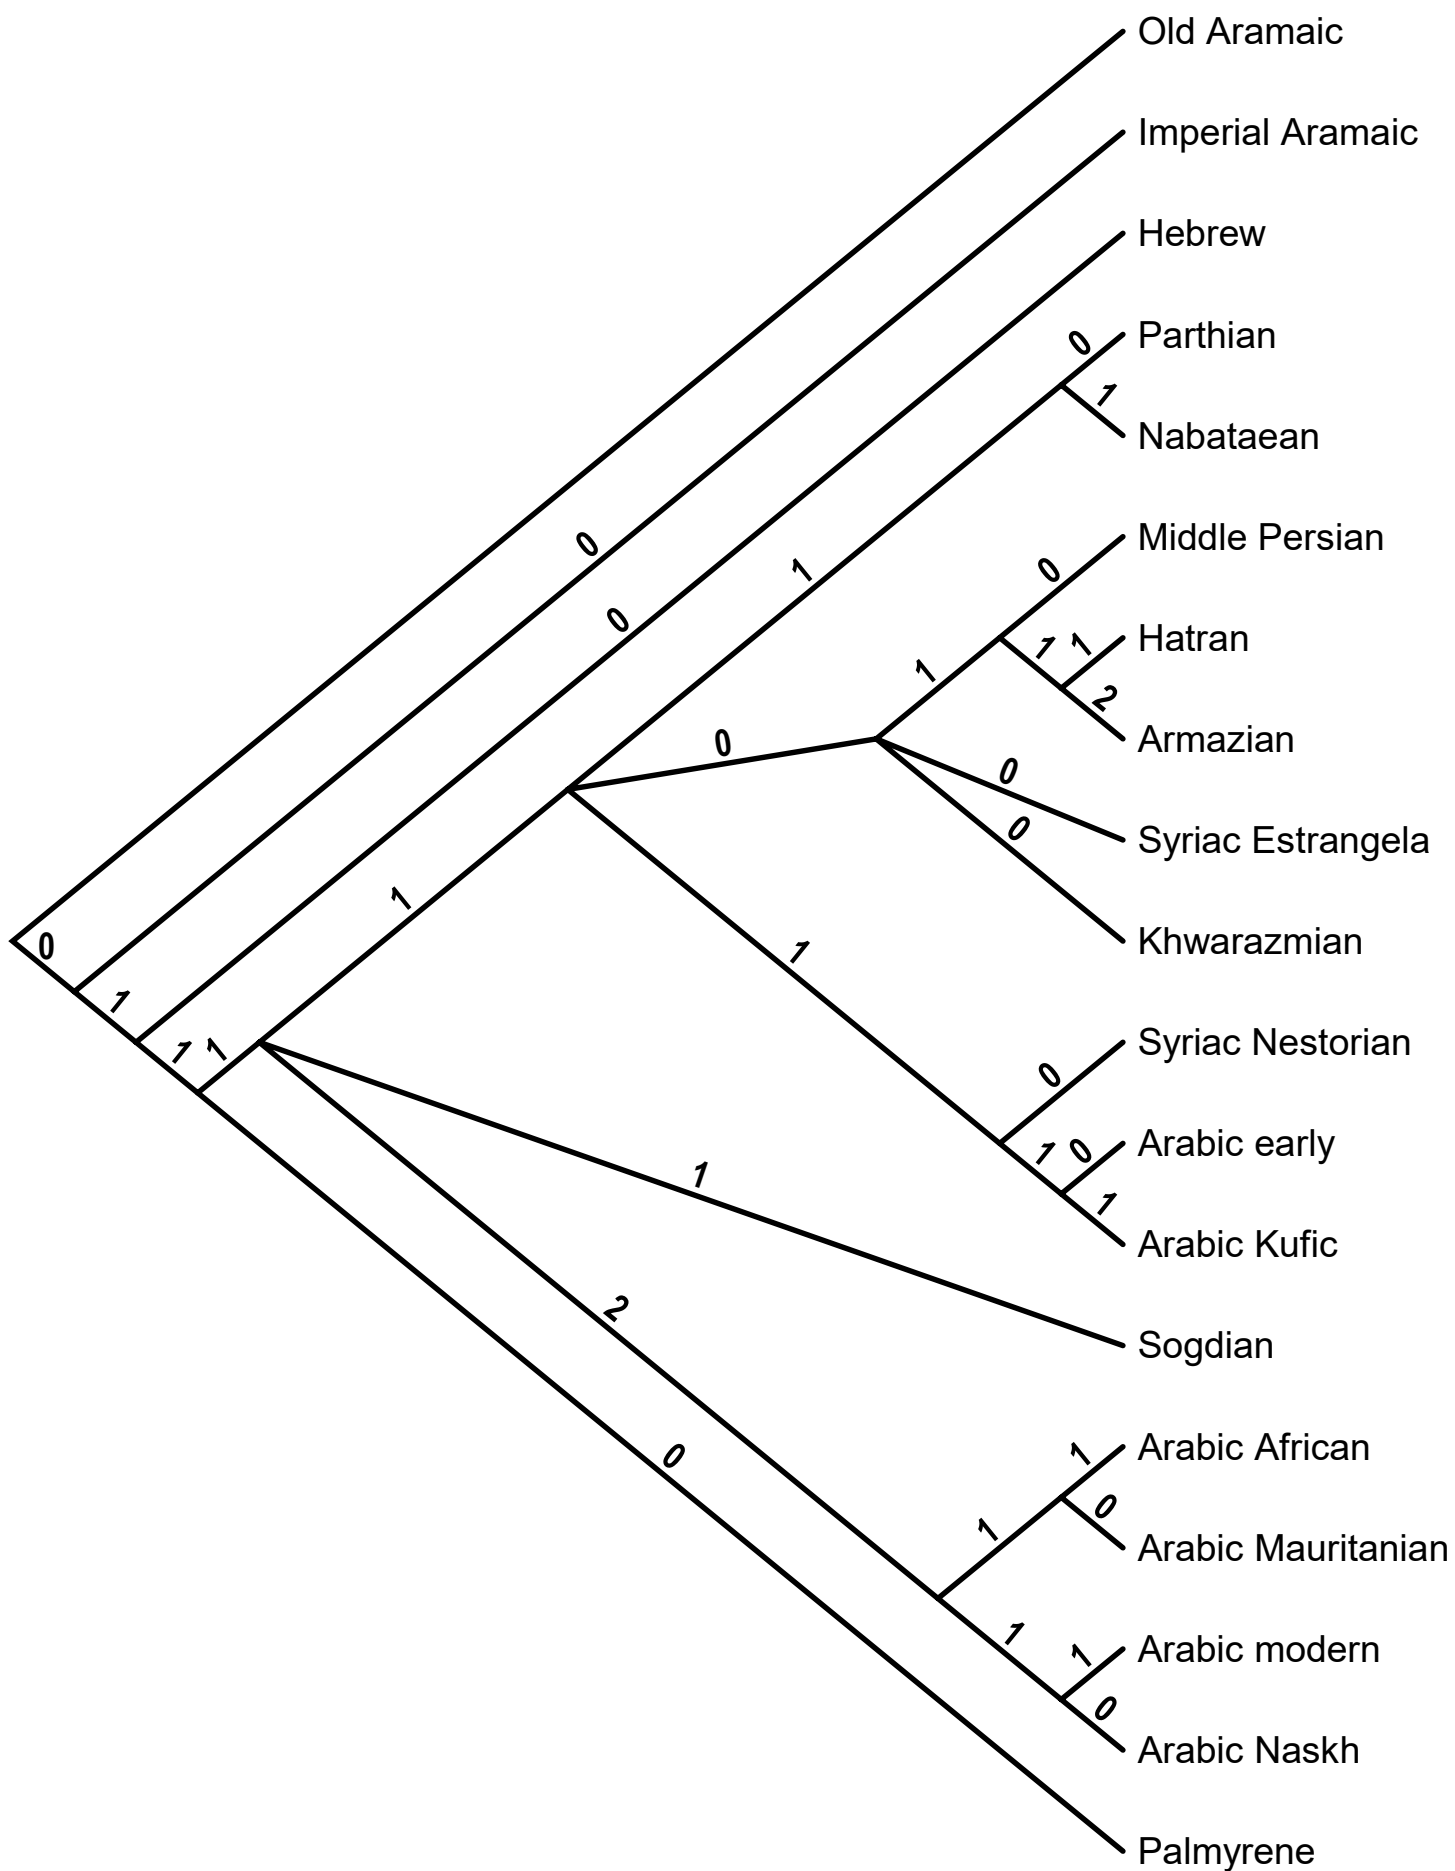 Old Aramaic
Imperial Aramaic
Hebrew
0
Parthian
1
Nabataean
0
1
0
Middle Persian
0
1 1
Hatran
1
2
Armazian
0
0
Syriac Estrangela
0
1
0
Khwarazmian
1
1
Syriac Nestorian
1 1
0
1 0
Arabic early
1
1
Arabic Kufic
2
Sogdian
0
1
Arabic African
1
0
Arabic Mauritanian
1
1
Arabic modern
0
Arabic Naskh
Palmyrene